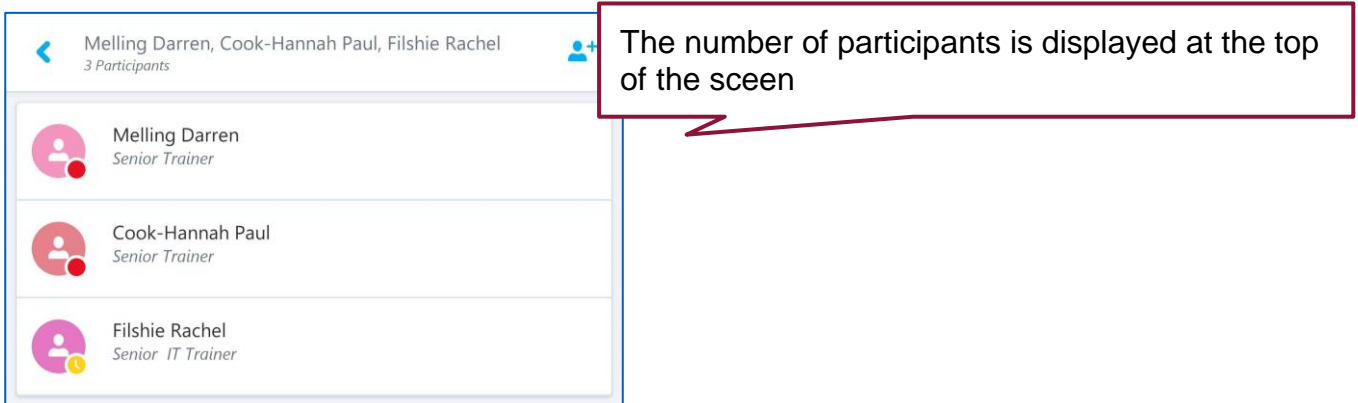 Melling Darren, Cook-Hannah Paul, Filshie Rachel
3 Participants
The number of participants is displayed at the top
of the sceen
Melling Darren
Senior Trainer
Cook-Hannah Paul
Senior Trainer
Filshie Rachel
Senior IT Trainer